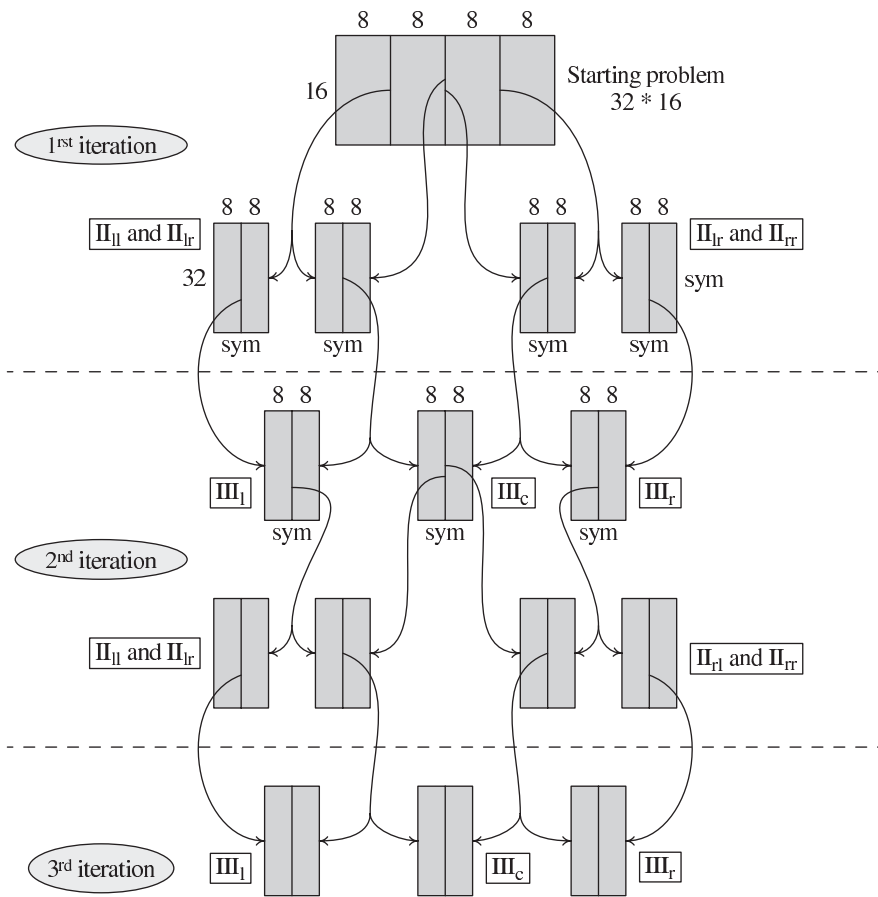 8 8 8 8
16
Starting problem
32 * 16
1rst iteration
8 8 8 8 8 8 8 8
IIll and IIlr
IIlr and IIrr
32
sym
sym sym sym sym
8 8 8 8 8 8
IIIl
IIIc
IIIr
sym sym sym
2nd iteration
IIll and IIlr
IIrl and IIrr
3rd iteration
IIIl
IIIc
IIIr